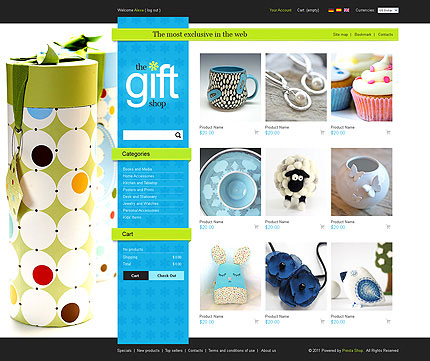 Welcome Alexa ( log out )
Your Account Cart: (empty) Currencies:
The most exclusive in the web
Site map | Bookmark | Contacts
the
gift
shop
Product Name
$20.00
Product Name
$20.00
Product Name
$20.00
Categories
Books and Media
Home Accessories
Kitchen and Tabletop
Posters and Prints
Desk and Stationery
Jewelry and Watches
Personal Accessories
Kids' Items
Product Name
$20.00
Product Name
$20.00
Product Name
$20.00
Cart
No products
Shipping $ 0.00
Total $ 0.00
Cart Check Out
Product Name
$20.00
Product Name
$20.00
Product Name
$20.00
Specials | New products | Top sellers | Contacts | Terms and conditions of use | About us
© 2011 Powered by Presta Shop. All Rights Reserved